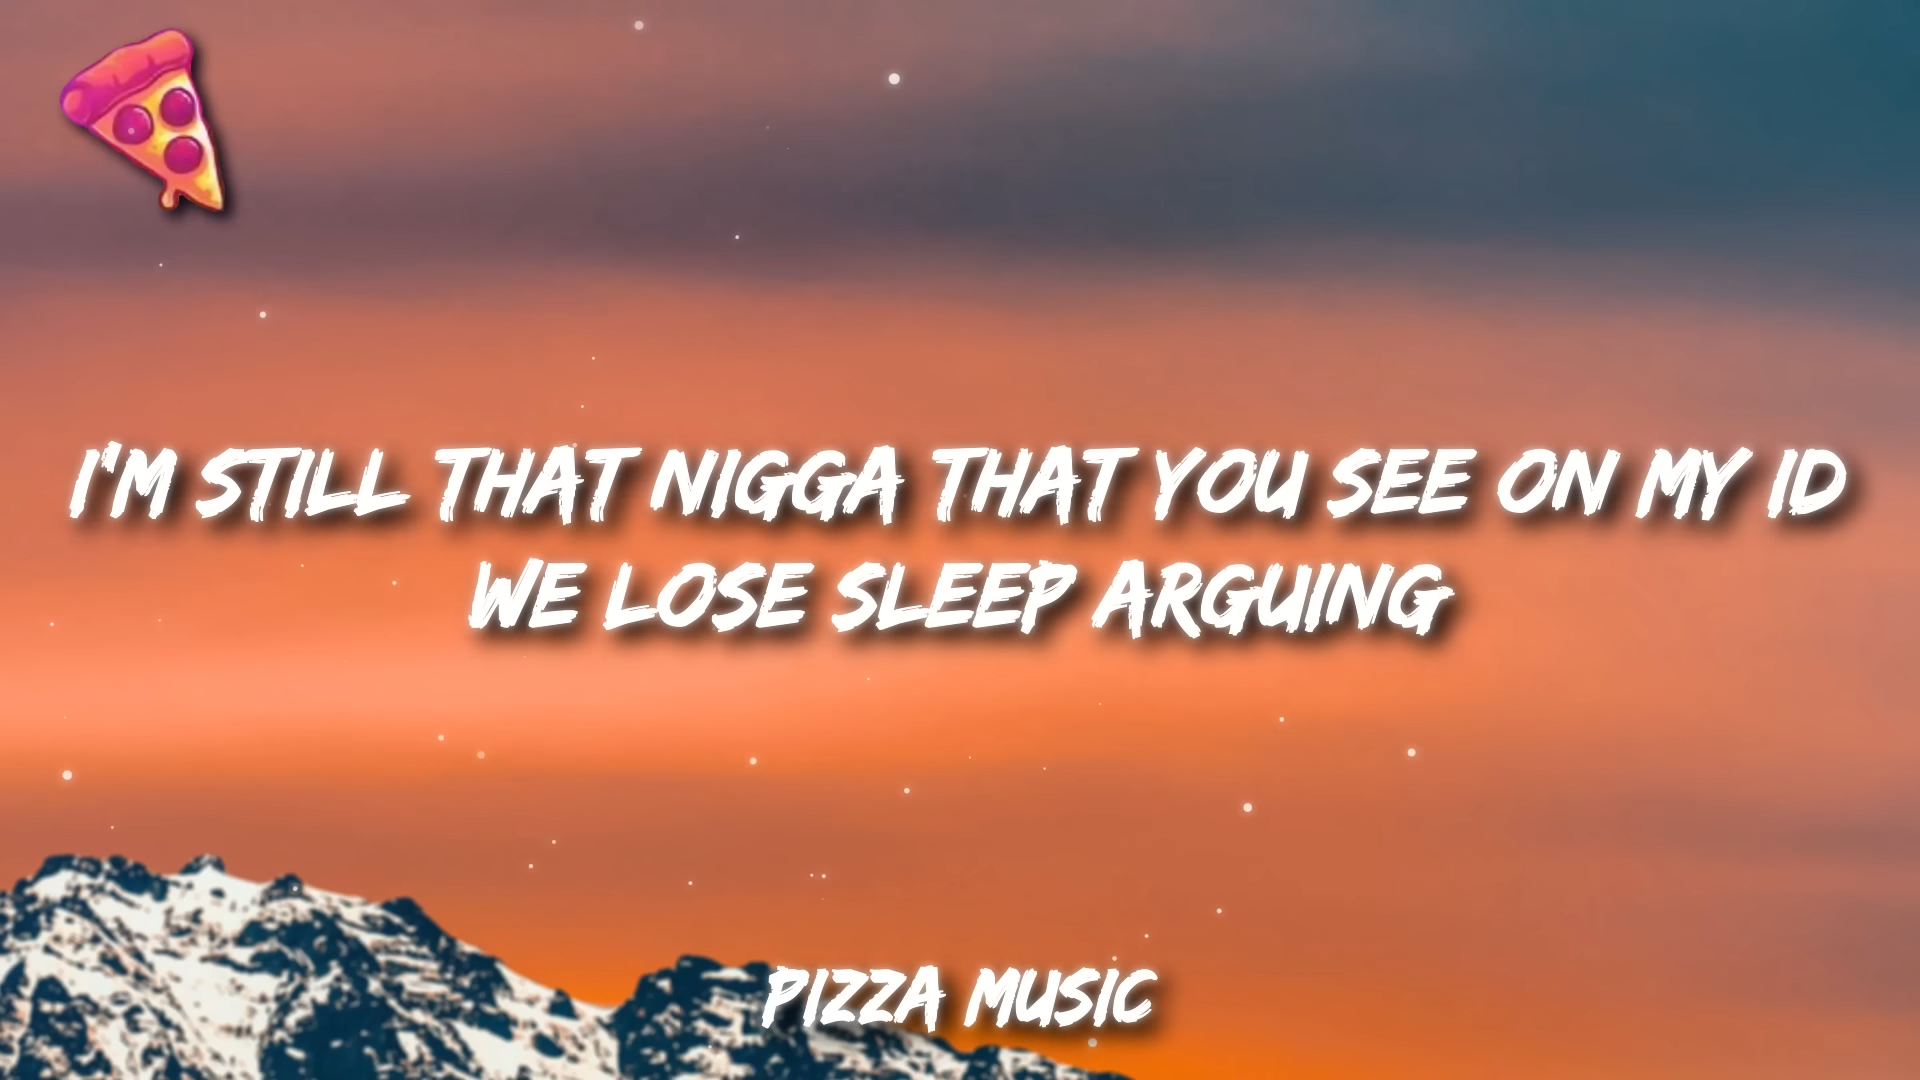 I'M STILL THAT NIGGA THAT YOU SEE ON MY ID
WE LOSE SLEEP ARGUING
PIZZA MUSIC